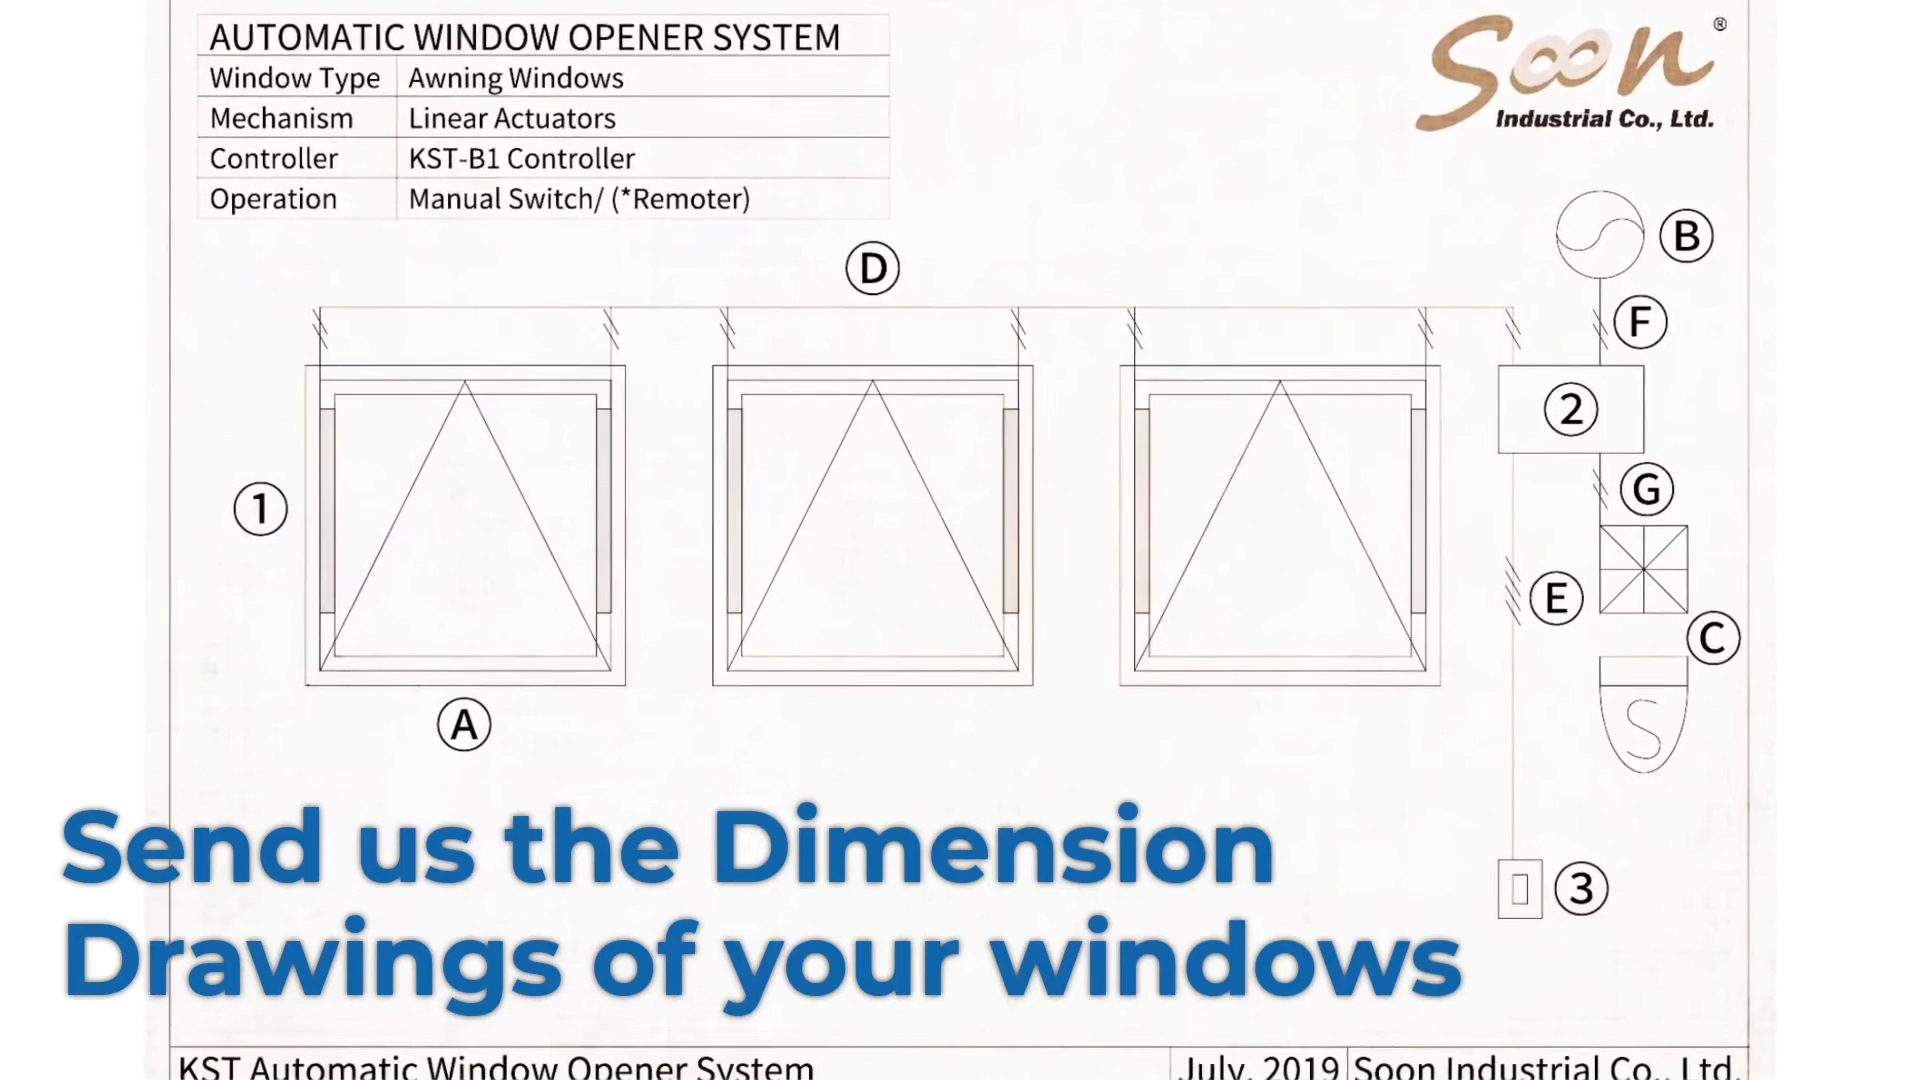 AUTOMATIC WINDOW OPENER SYSTEM
Window Type Awning Windows
Mechanism Linear Actuators
Controller KST-B1 Controller
Operation Manual Switch/ (*Remoter)
Soon ®
Industrial Co., Ltd.
B
D
F
2
G
1
E
C
S
A
3
Send us the Dimension
Drawings of your windows
KST Automatic Window Opener System July, 2019 Soon Industrial Co., Ltd.